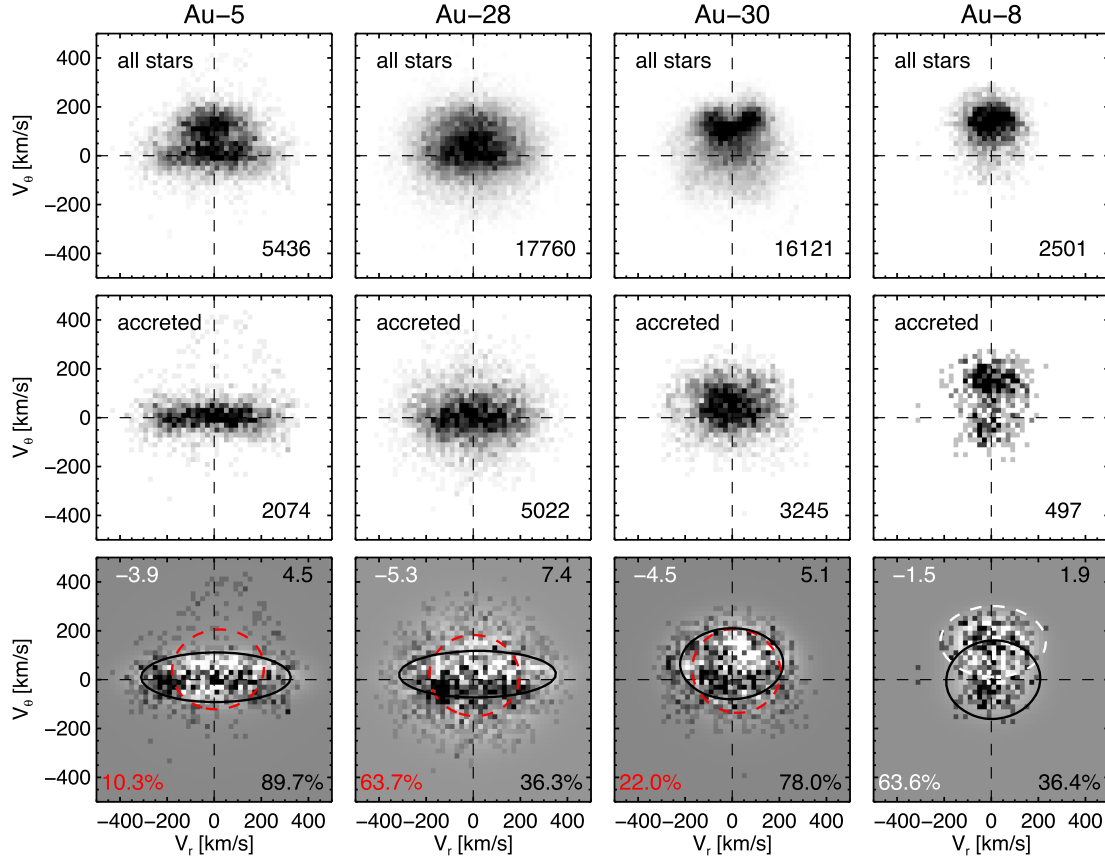 Au−5 Au−28 Au−30 Au−8
400 all stars all stars all stars all stars
200
Vθ [km/s]
0
−200
−400 5436 17760 16121 2501
400 accreted accreted accreted accreted
200
Vθ [km/s]
0
−200
−400 2074 5022 3245 497
400 −3.9 4.5 −5.3 7.4 −4.5 5.1 −1.5 1.9
200
Vθ [km/s]
0
−200
−400 10.3% 89.7% 63.7% 36.3% 22.0% 78.0% 63.6% 36.4%
−400−200 0 200 400 −400−200 0 200 400 −400−200 0 200 400 −400−200 0 200 400
Vr [km/s] Vr [km/s] Vr [km/s] Vr [km/s]